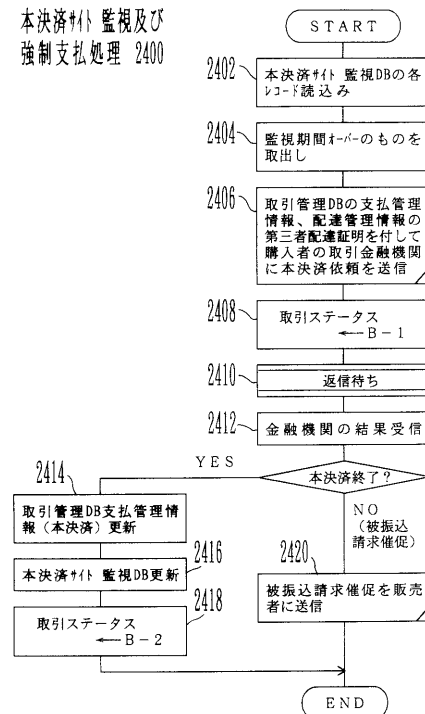 本決済サイト 監視及び
強制支払処理 2400
START
2402
本決済サイト 監視DBの各
レコード読込み
2404
監視期間オーバーのものを
取出し
2406
取引管理DBの支払管理
情報、配達管理情報の
第三者配達証明を付して
購入者の取引金融機関
に本決済依頼を送信
2408
取引ステータス
←B-1
2410
返信待ち
2412
金融機関の結果受信
本決済終了?
YES
NO
(被振込
請求催促)
2414
取引管理DB支払管理情
報(本決済)更新
2416
本決済サイト 監視DB更新
2418
取引ステータス
←B-2
2420
被振込請求催促を販売
者に送信
END